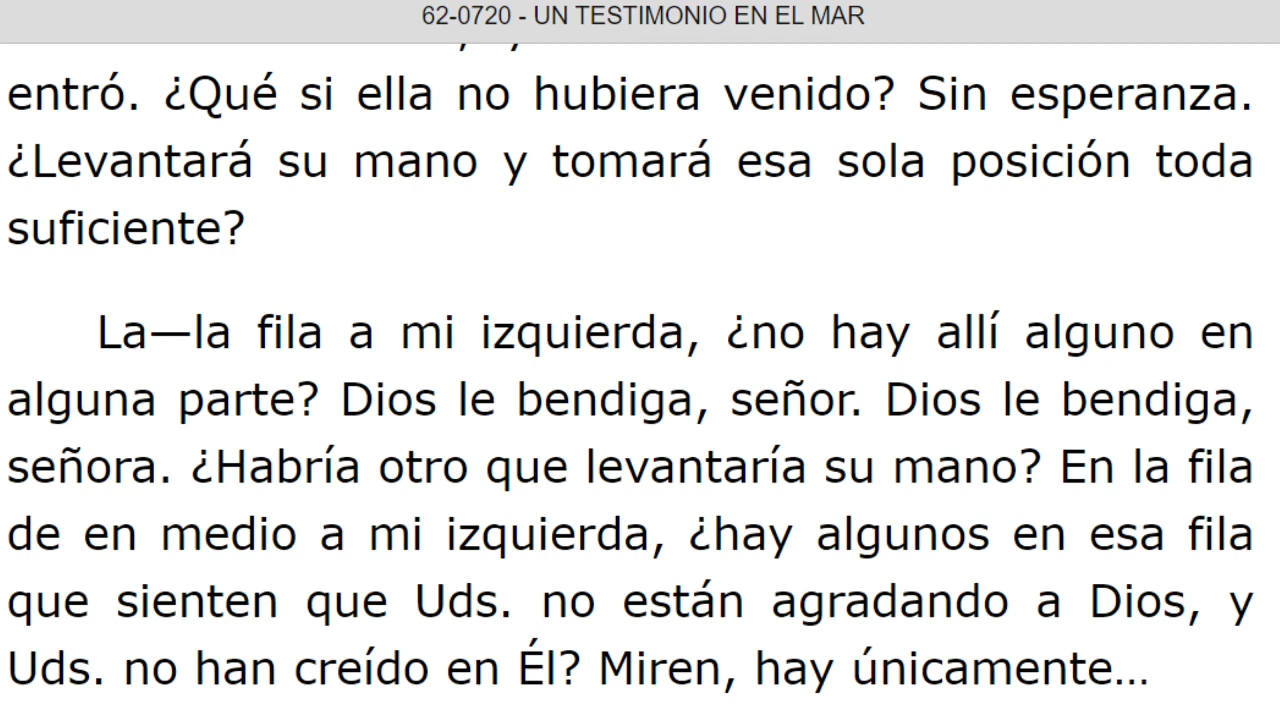 62-0720 - UN TESTIMONIO EN EL MAR
entró. ¿Qué si ella no hubiera venido? Sin esperanza.
¿Levantará su mano y tomará esa sola posición toda
suficiente?
La—la fila a mi izquierda, ¿no hay allí alguno en
alguna parte? Dios le bendiga, señor. Dios le bendiga,
señora. ¿Habría otro que levantaría su mano? En la fila
de en medio a mi izquierda, ¿hay algunos en esa fila
que sienten que Uds. no están agradando a Dios, y
Uds. no han creído en Él? Miren, hay únicamente…